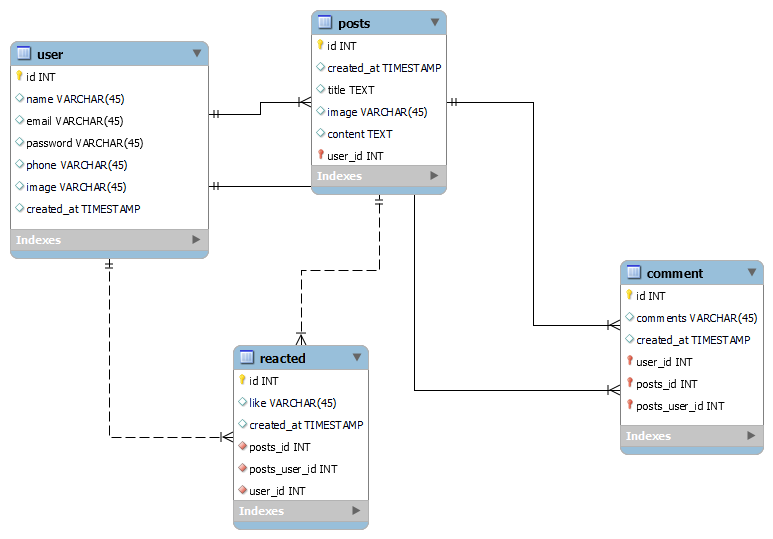 user
id INT
name VARCHAR(45)
email VARCHAR(45)
password VARCHAR(45)
phone VARCHAR(45)
image VARCHAR(45)
created_at TIMESTAMP
Indexes
posts
id INT
created_at TIMESTAMP
title TEXT
image VARCHAR(45)
content TEXT
user_id INT
Indexes
reacted
id INT
like VARCHAR(45)
created_at TIMESTAMP
posts_id INT
posts_user_id INT
user_id INT
Indexes
comment
id INT
comments VARCHAR(45)
created_at TIMESTAMP
user_id INT
posts_id INT
posts_user_id INT
Indexes